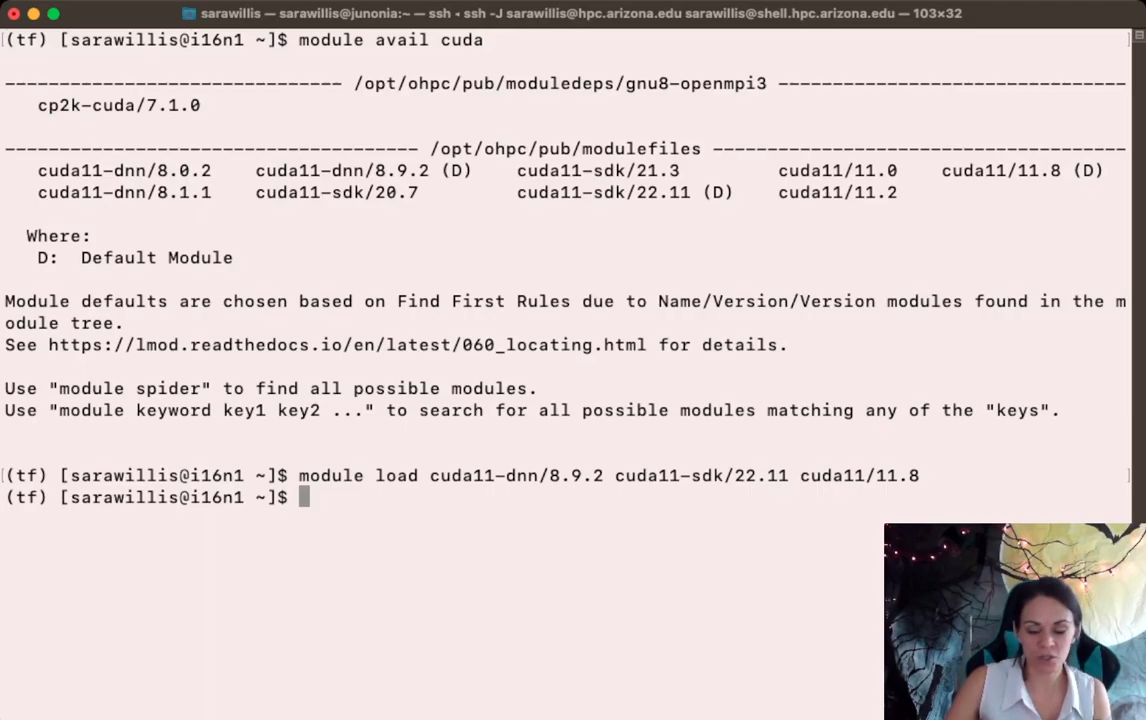 sarawillis — sarawillis@junonia:~ — ssh ◂ ssh -J sarawillis@hpc.arizona.edu sarawillis@shell.hpc.arizona.edu — 103×32
(tf) [sarawillis@i16n1 ~]$ module avail cuda
------------------------------- /opt/ohpc/pub/moduledeps/gnu8-openmpi3 --------------------------------
cp2k-cuda/7.1.0
-------------------------------------- /opt/ohpc/pub/modulefiles --------------------------------------
cuda11-dnn/8.0.2 cuda11-dnn/8.9.2 (D) cuda11-sdk/21.3 cuda11/11.0 cuda11/11.8 (D)
cuda11-dnn/8.1.1 cuda11-sdk/20.7 cuda11-sdk/22.11 (D) cuda11/11.2
Where:
D: Default Module
Module defaults are chosen based on Find First Rules due to Name/Version/Version modules found in the m
odule tree.
See https://lmod.readthedocs.io/en/latest/060_locating.html for details.
Use "module spider" to find all possible modules.
Use "module keyword key1 key2 ..." to search for all possible modules matching any of the "keys".
(tf) [sarawillis@i16n1 ~]$ module load cuda11-dnn/8.9.2 cuda11-sdk/22.11 cuda11/11.8
(tf) [sarawillis@i16n1 ~]$